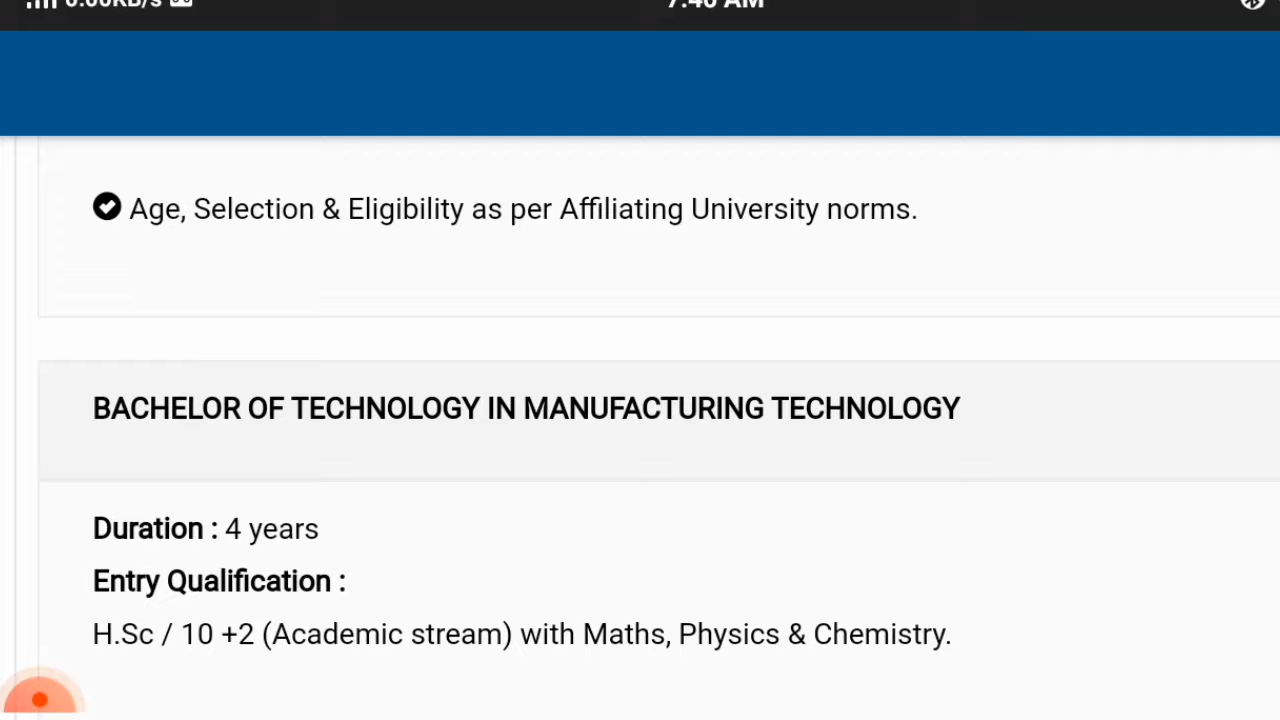 Age, Selection & Eligibility as per Affiliating University norms.
BACHELOR OF TECHNOLOGY IN MANUFACTURING TECHNOLOGY
Duration : 4 years
Entry Qualification :
H.Sc / 10 +2 (Academic stream) with Maths, Physics & Chemistry.